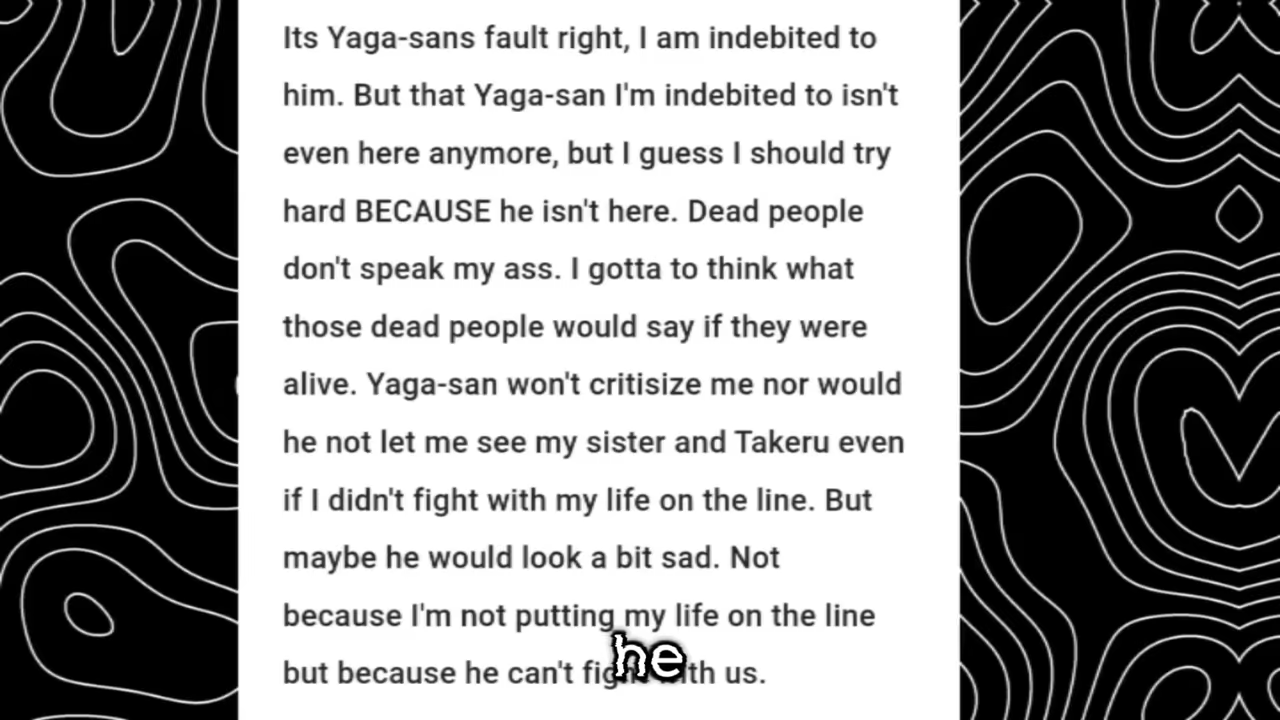 Its Yaga-sans fault right, I am indebited to
him. But that Yaga-san I'm indebited to isn't
even here anymore, but I guess I should try
hard BECAUSE he isn't here. Dead people
don't speak my ass. I gotta to think what
those dead people would say if they were
alive. Yaga-san won't critisize me nor would
he not let me see my sister and Takeru even
if I didn't fight with my life on the line. But
maybe he would look a bit sad. Not
because I'm not putting my life on the line
but because he can't us.
he